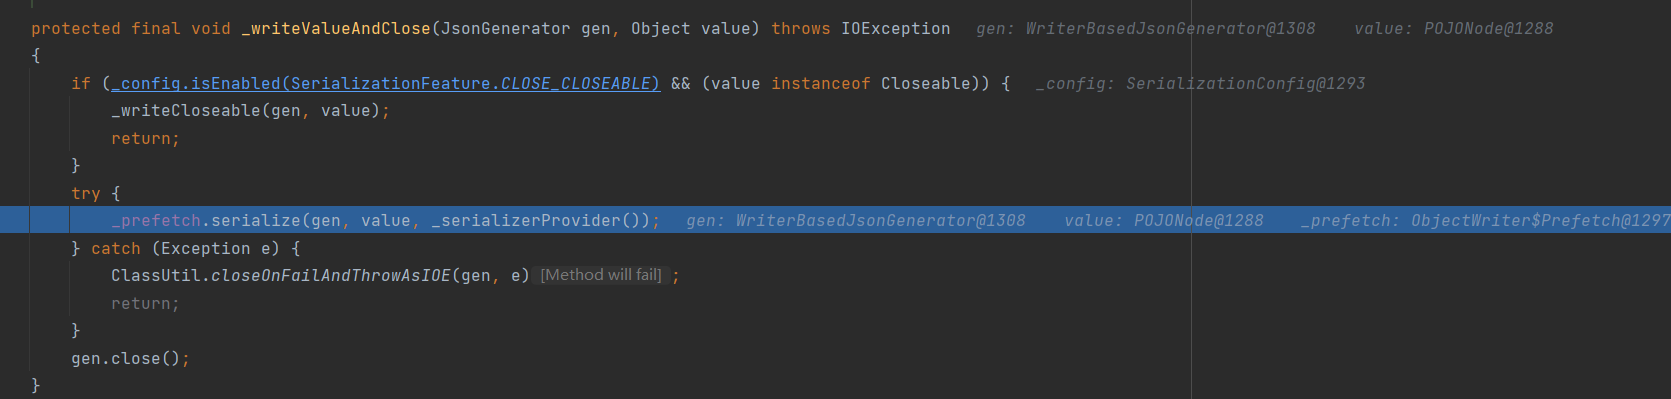 protected final void _writeValueAndClose(JsonGenerator gen, Object value) throws IOException   gen: WriterBasedJsonGenerator@1308    value: POJONode@1288
{
    if (_config.isEnabled(SerializationFeature.CLOSE_CLOSEABLE) && (value instanceof Closeable)) {   _config: SerializationConfig@1293
        _writeCloseable(gen, value);
        return;
    }
    try {
        _prefetch.serialize(gen, value, _serializerProvider());   gen: WriterBasedJsonGenerator@1308    value: POJONode@1288    _prefetch: ObjectWriter$Prefetch@1297
    } catch (Exception e) {
        ClassUtil.closeOnFailAndThrowAsIOE(gen, e) [Method will fail] ;
        return;
    }
    gen.close();
}